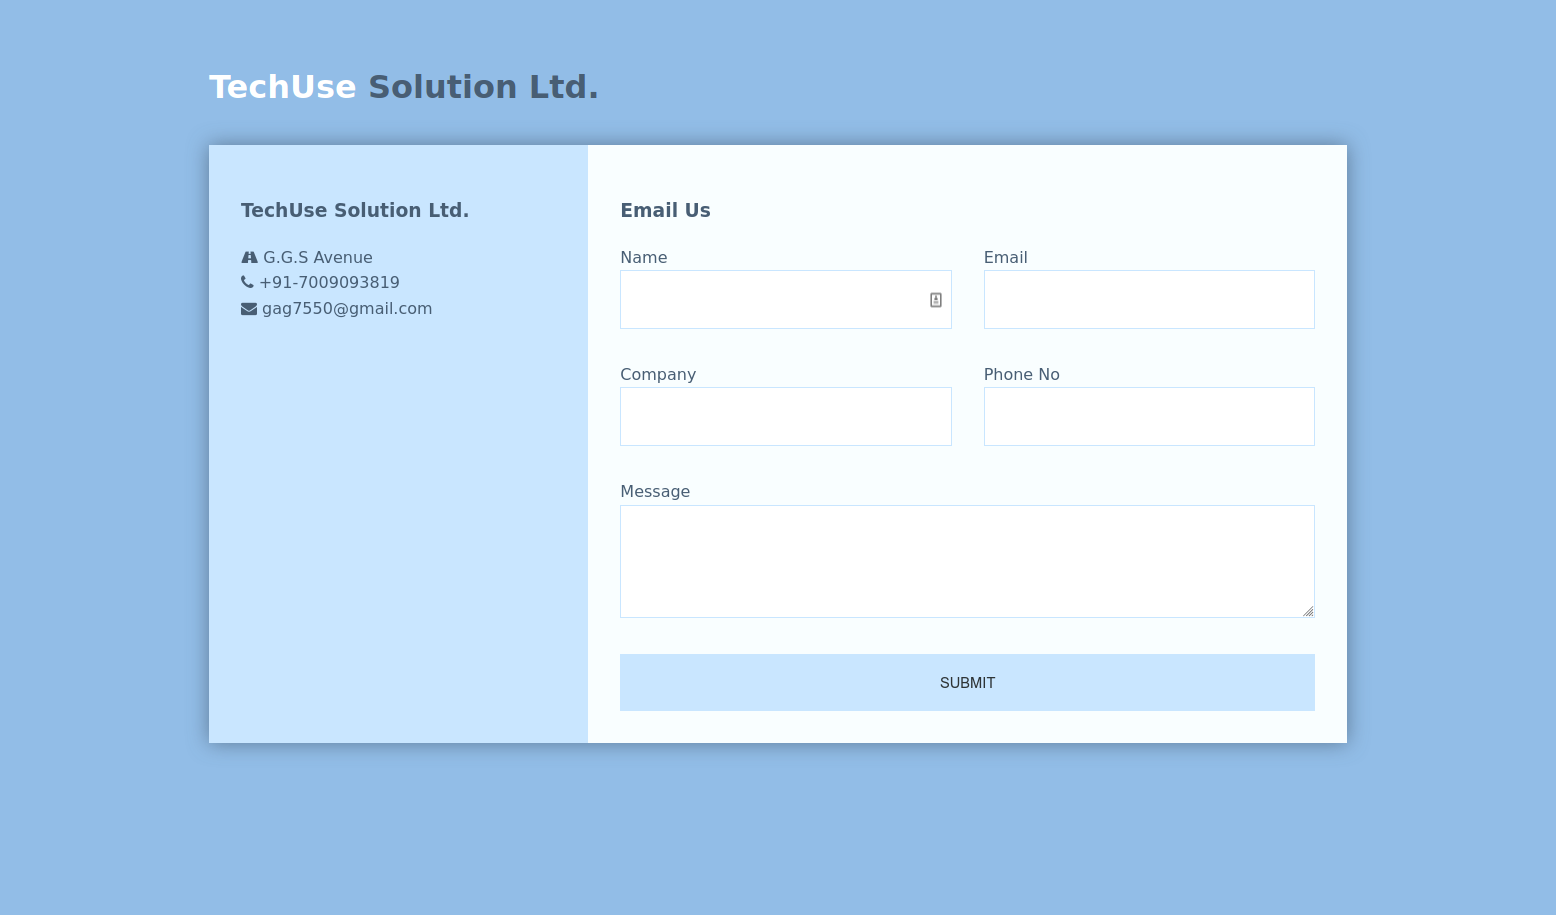 TechUse Solution Ltd.
TechUse Solution Ltd.
G.G.S Avenue
+91-7009093819
gag7550@gmail.com
Email Us
Name
Email
Company
Phone No
Message
SUBMIT